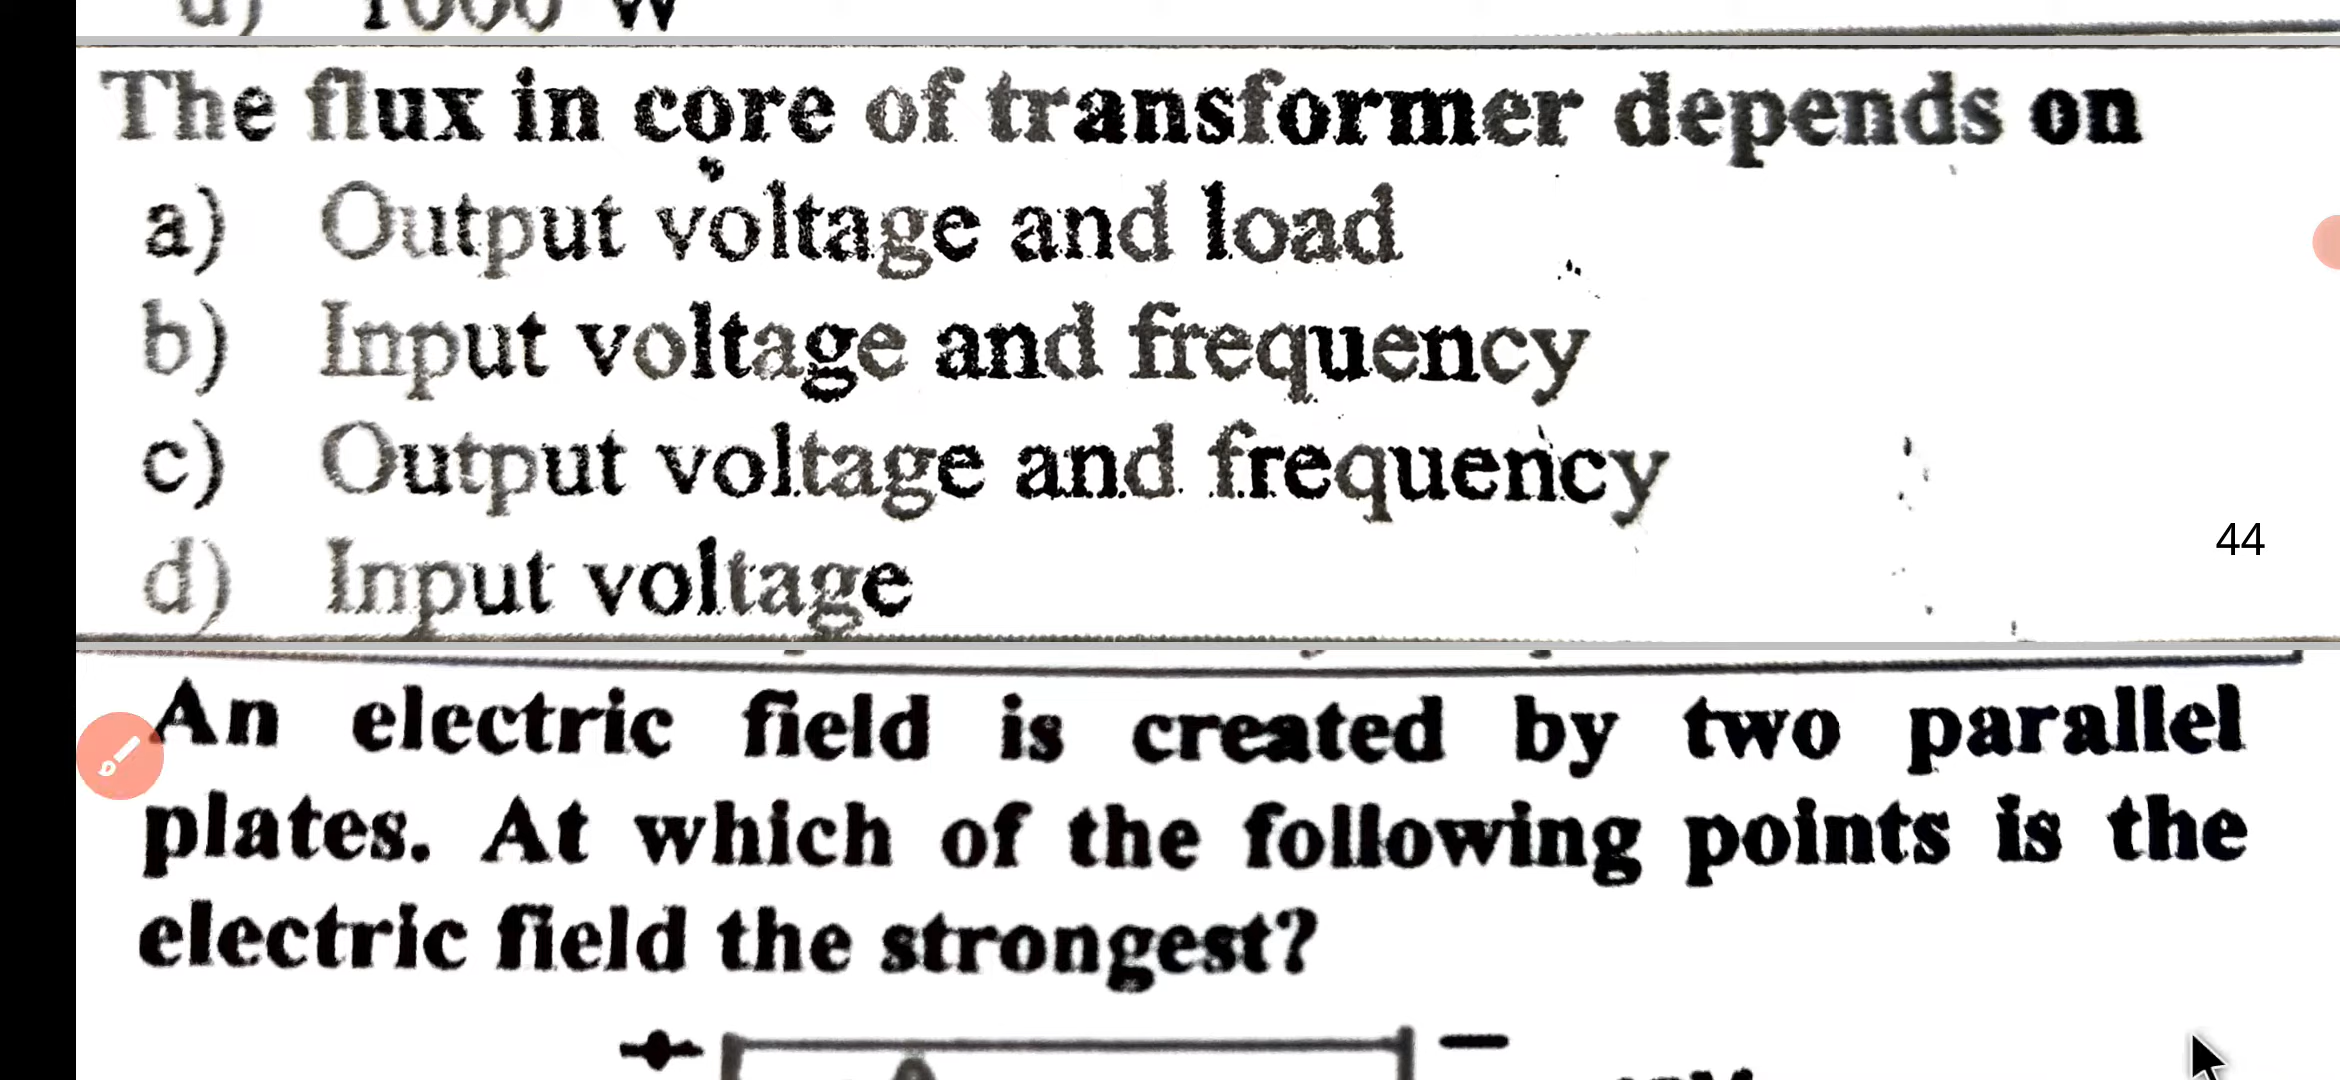 d) 1000 W
The flux in core of transformer depends on
a) Output voltage and load
b) Input voltage and frequency
c) Output voltage and frequency
d) Input voltage
44
An electric field is created by two parallel
plates. At which of the following points is the
electric field the strongest?
+ −